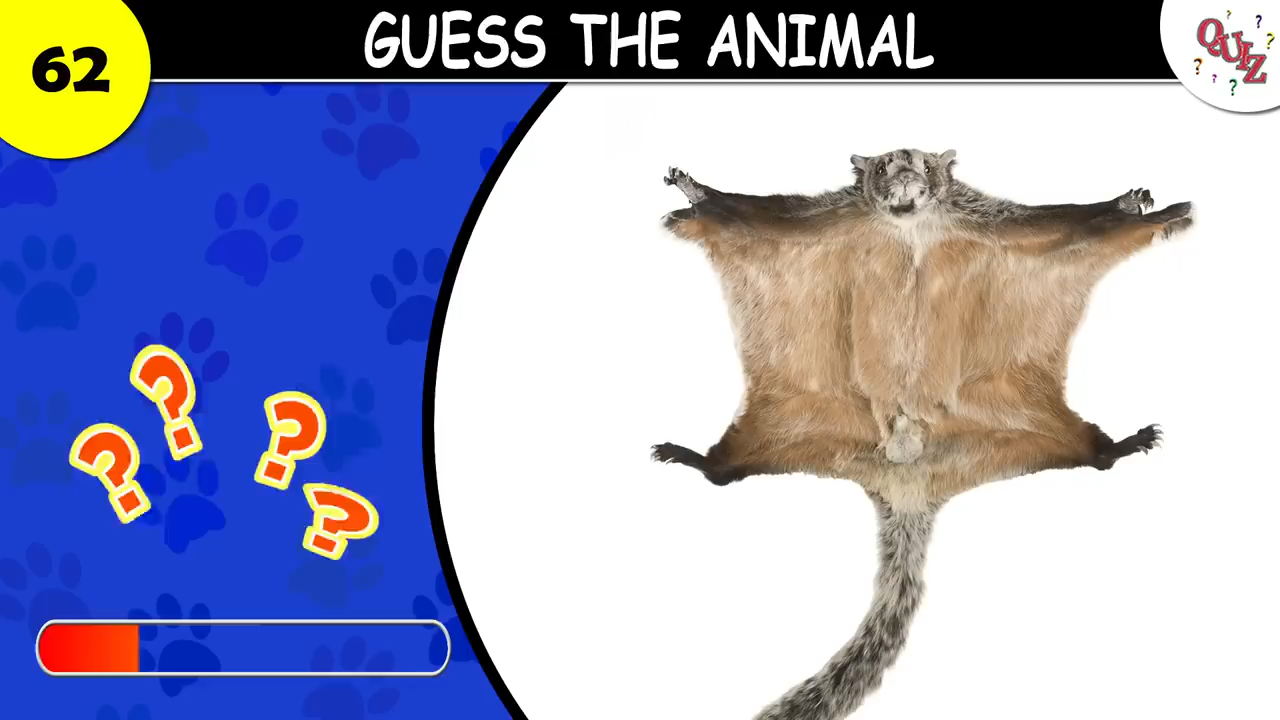 62
GUESS THE ANIMAL
QUIZ
? ? ? ? ? ?
? ? ? ?